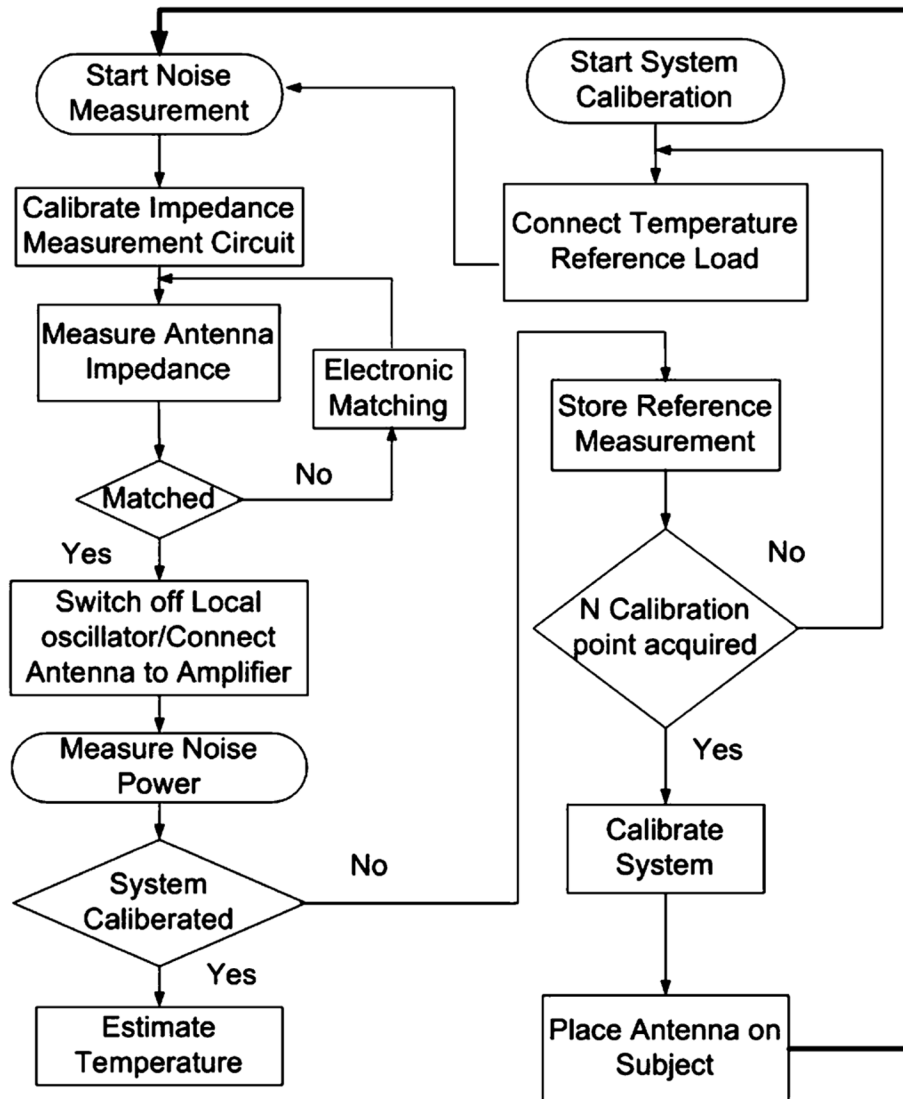 Start Noise
Measurement
Calibrate Impedance
Measurement Circuit
Measure Antenna
Impedance
Electronic
Matching
Matched
No
Yes
Switch off Local
oscillator/Connect
Antenna to Amplifier
Measure Noise
Power
System
Caliberated
No
Yes
Estimate
Temperature
Start System
Caliberation
Connect Temperature
Reference Load
Store Reference
Measurement
N Calibration
point acquired
No
Yes
Calibrate
System
Place Antenna on
Subject